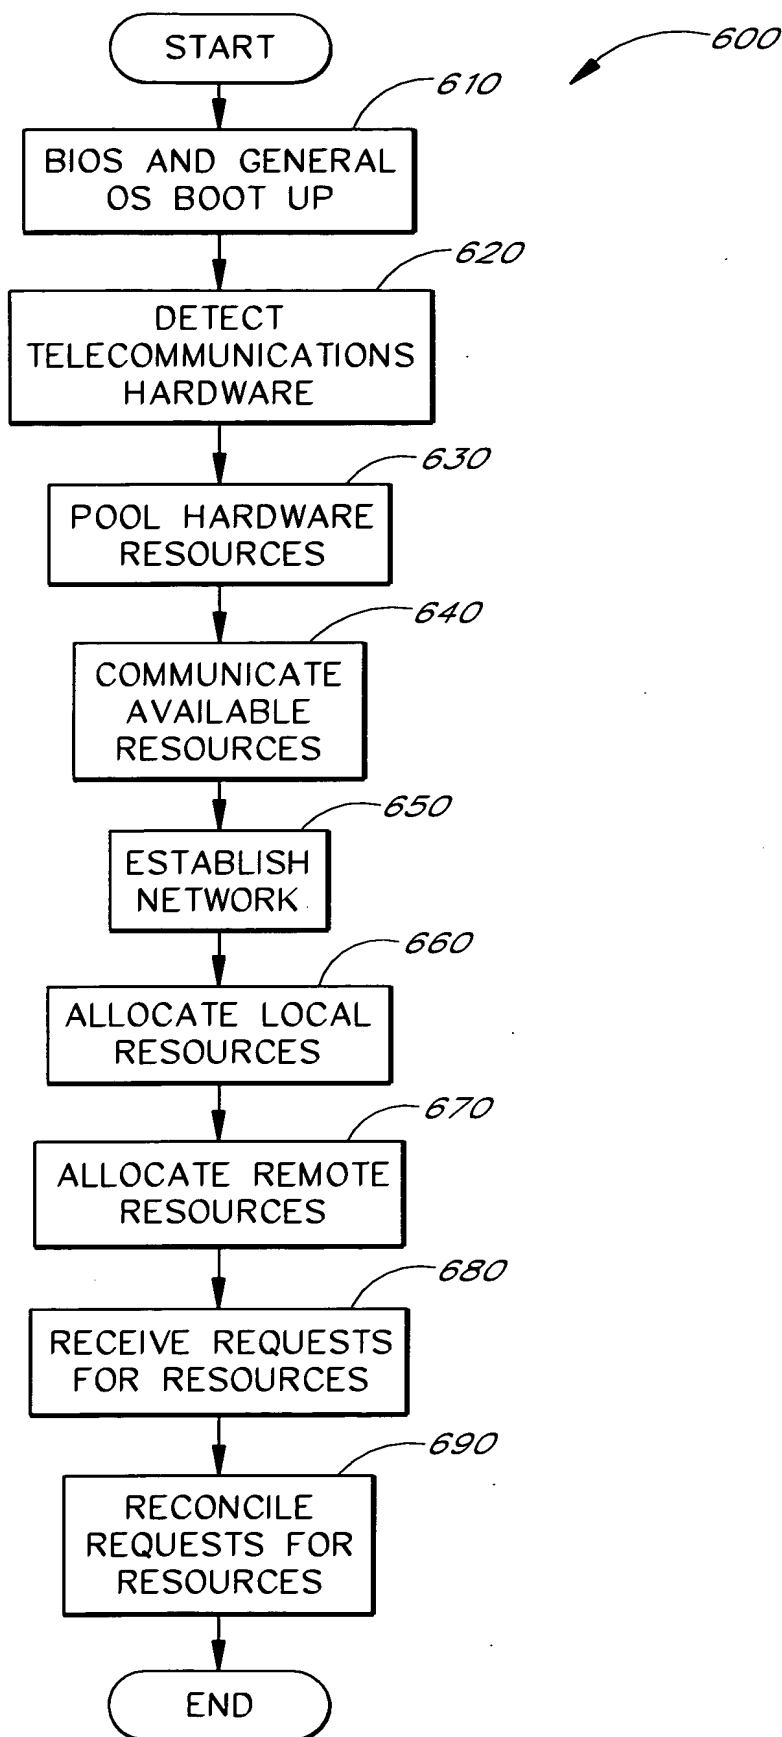 START
600
610
BIOS AND GENERAL
OS BOOT UP
620
DETECT
TELECOMMUNICATIONS
HARDWARE
630
POOL HARDWARE
RESOURCES
640
COMMUNICATE
AVAILABLE
RESOURCES
650
ESTABLISH
NETWORK
660
ALLOCATE LOCAL
RESOURCES
670
ALLOCATE REMOTE
RESOURCES
680
RECEIVE REQUESTS
FOR RESOURCES
690
RECONCILE
REQUESTS FOR
RESOURCES
END